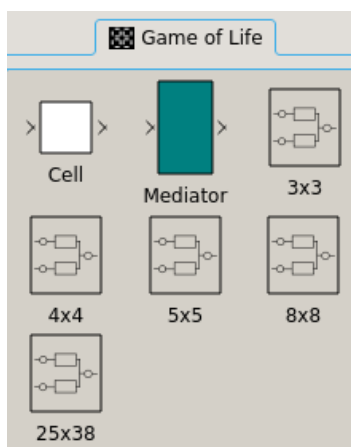 Game of Life
Cell
Mediator
3x3
4x4
5x5
8x8
25x38